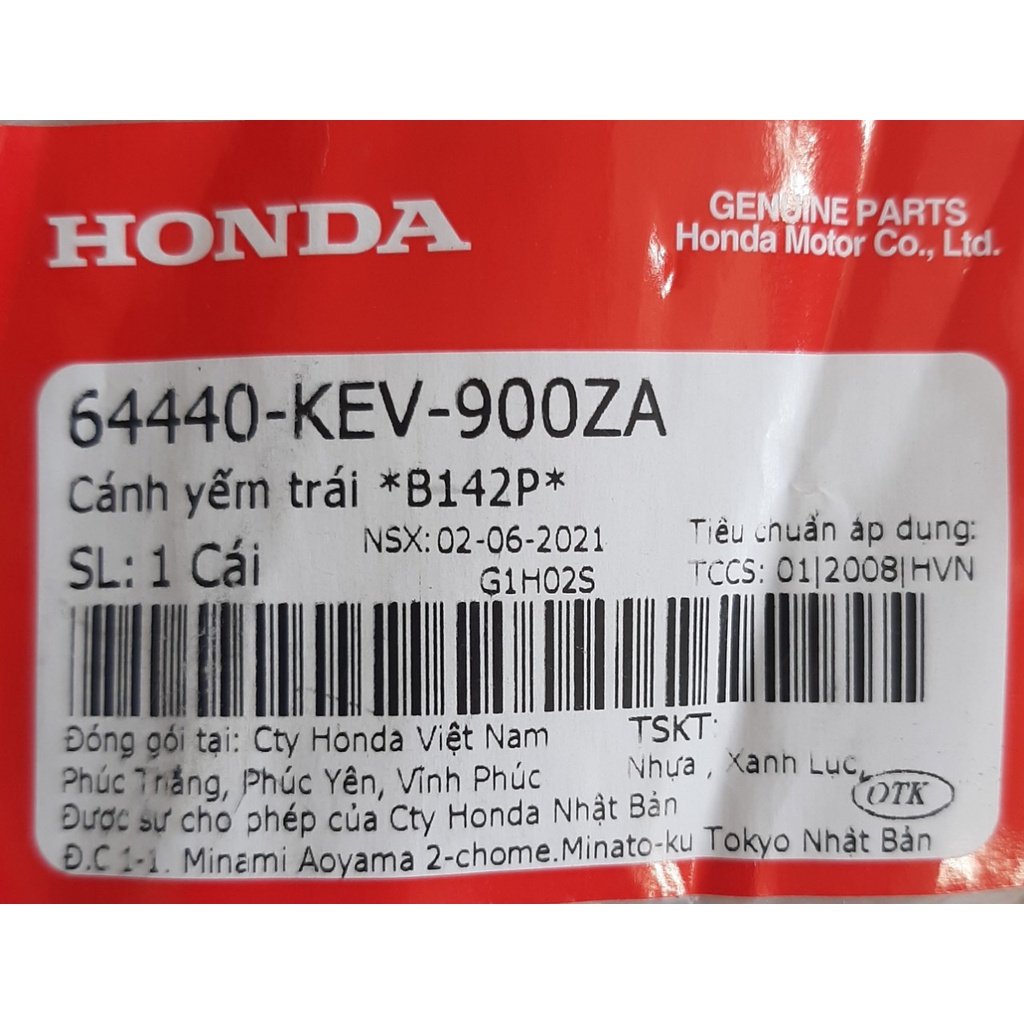 HONDA
GENUINE PARTS
Honda Motor Co., Ltd.
64440-KEV-900ZA
Cánh yếm trái *B142P*
NSX: 02-06-2021
Tiêu chuẩn áp dụng:
SL: 1 Cái
G1H02S
TCCS: 01|2008|HVN
Đóng gói tại: Cty Honda Việt Nam
TSKT:
Phúc Thắng, Phúc Yên, Vĩnh Phúc
Nhựa , Xanh Lục,
OTK
Được sự cho phép của Cty Honda Nhật Bản
Đ.C 1-1. Minami Aoyama 2-chome.Minato-ku Tokyo Nhật Bản